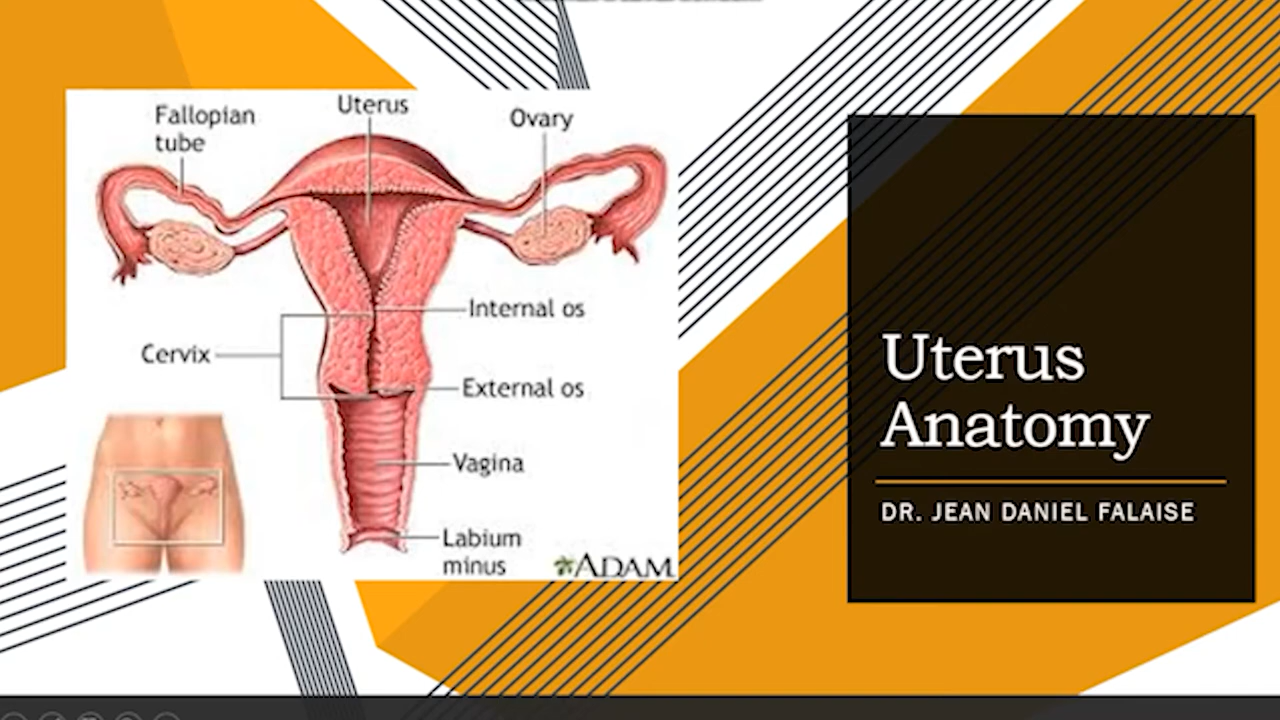 Fallopian
tube
Uterus
Ovary
Internal os
Cervix
External os
Vagina
Labium
minus
ADAM
Uterus
Anatomy
DR. JEAN DANIEL FALAISE